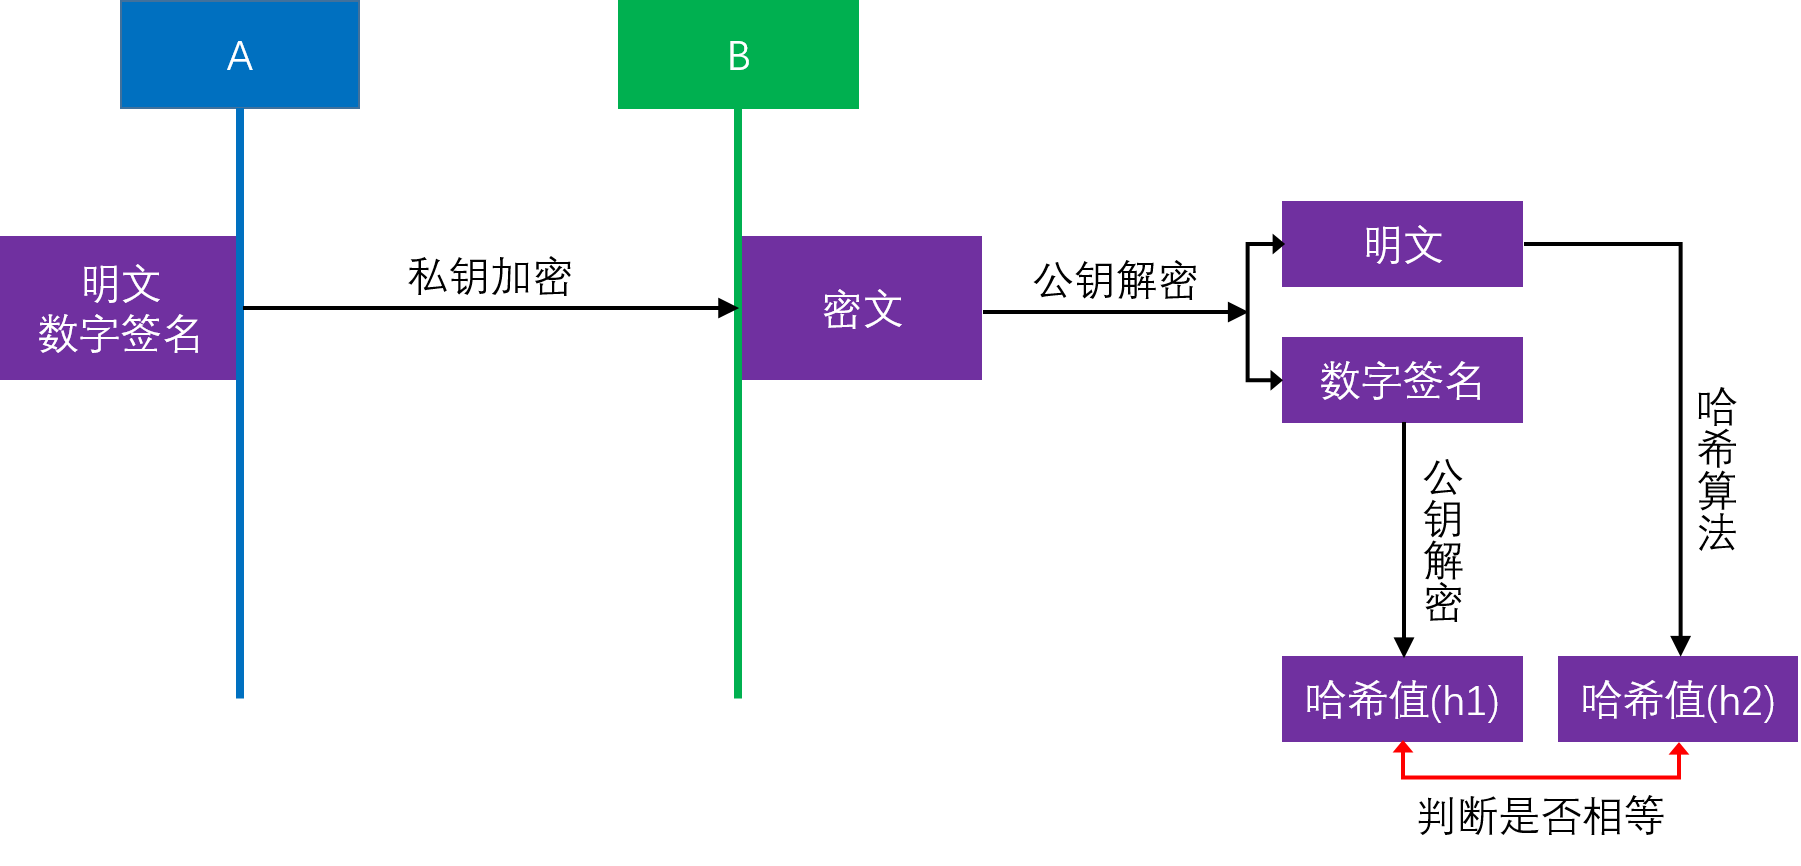 A
B
明文
数字签名
私钥加密
密文
公钥解密
明文
数字签名
公钥解密
哈希算法
哈希值(h1)
哈希值(h2)
判断是否相等